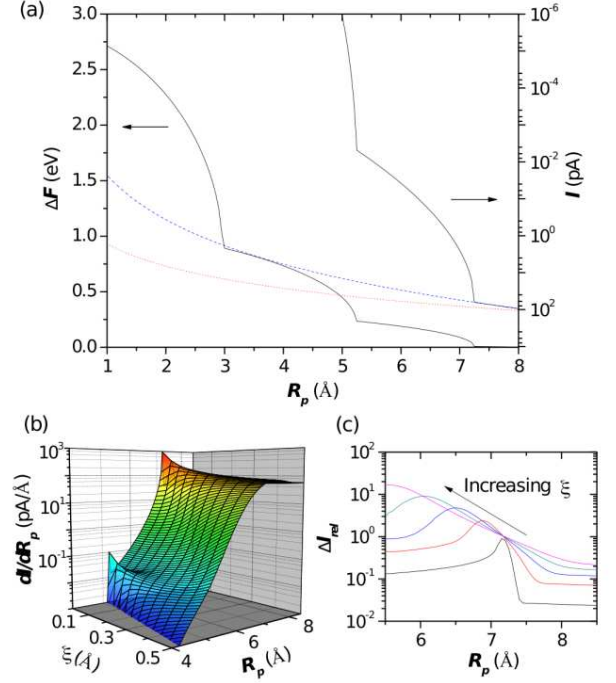 (a)
3.0
2.5
2.0
1.5
1.0
0.5
0.0
ΔF (eV)
10^-6
10^-4
10^-2
10^0
10^2
I (pA)
1 2 3 4 5 6 7 8
R_p (Å)
(b)
10^3
10^1
10^-1
dI/dR_p (pA/Å)
0.1
0.3
0.5
ξ(Å)
4
6
8
R_p (Å)
(c)
10^2
10^1
10^0
10^-1
10^-2
ΔI_rel
Increasing ξ
6 7 8
R_p (Å)